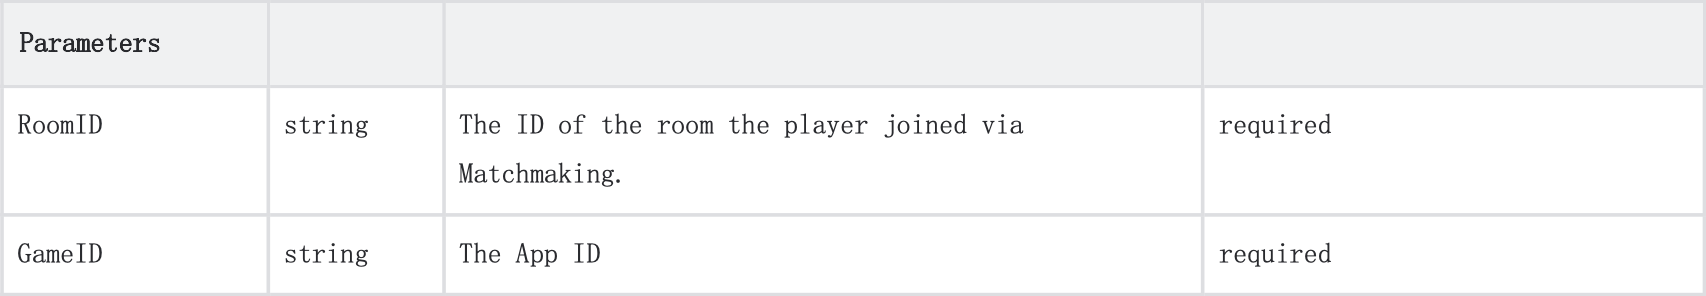 Parameters
RoomID string The ID of the room the player joined via required
Matchmaking.
GameID string The App ID required